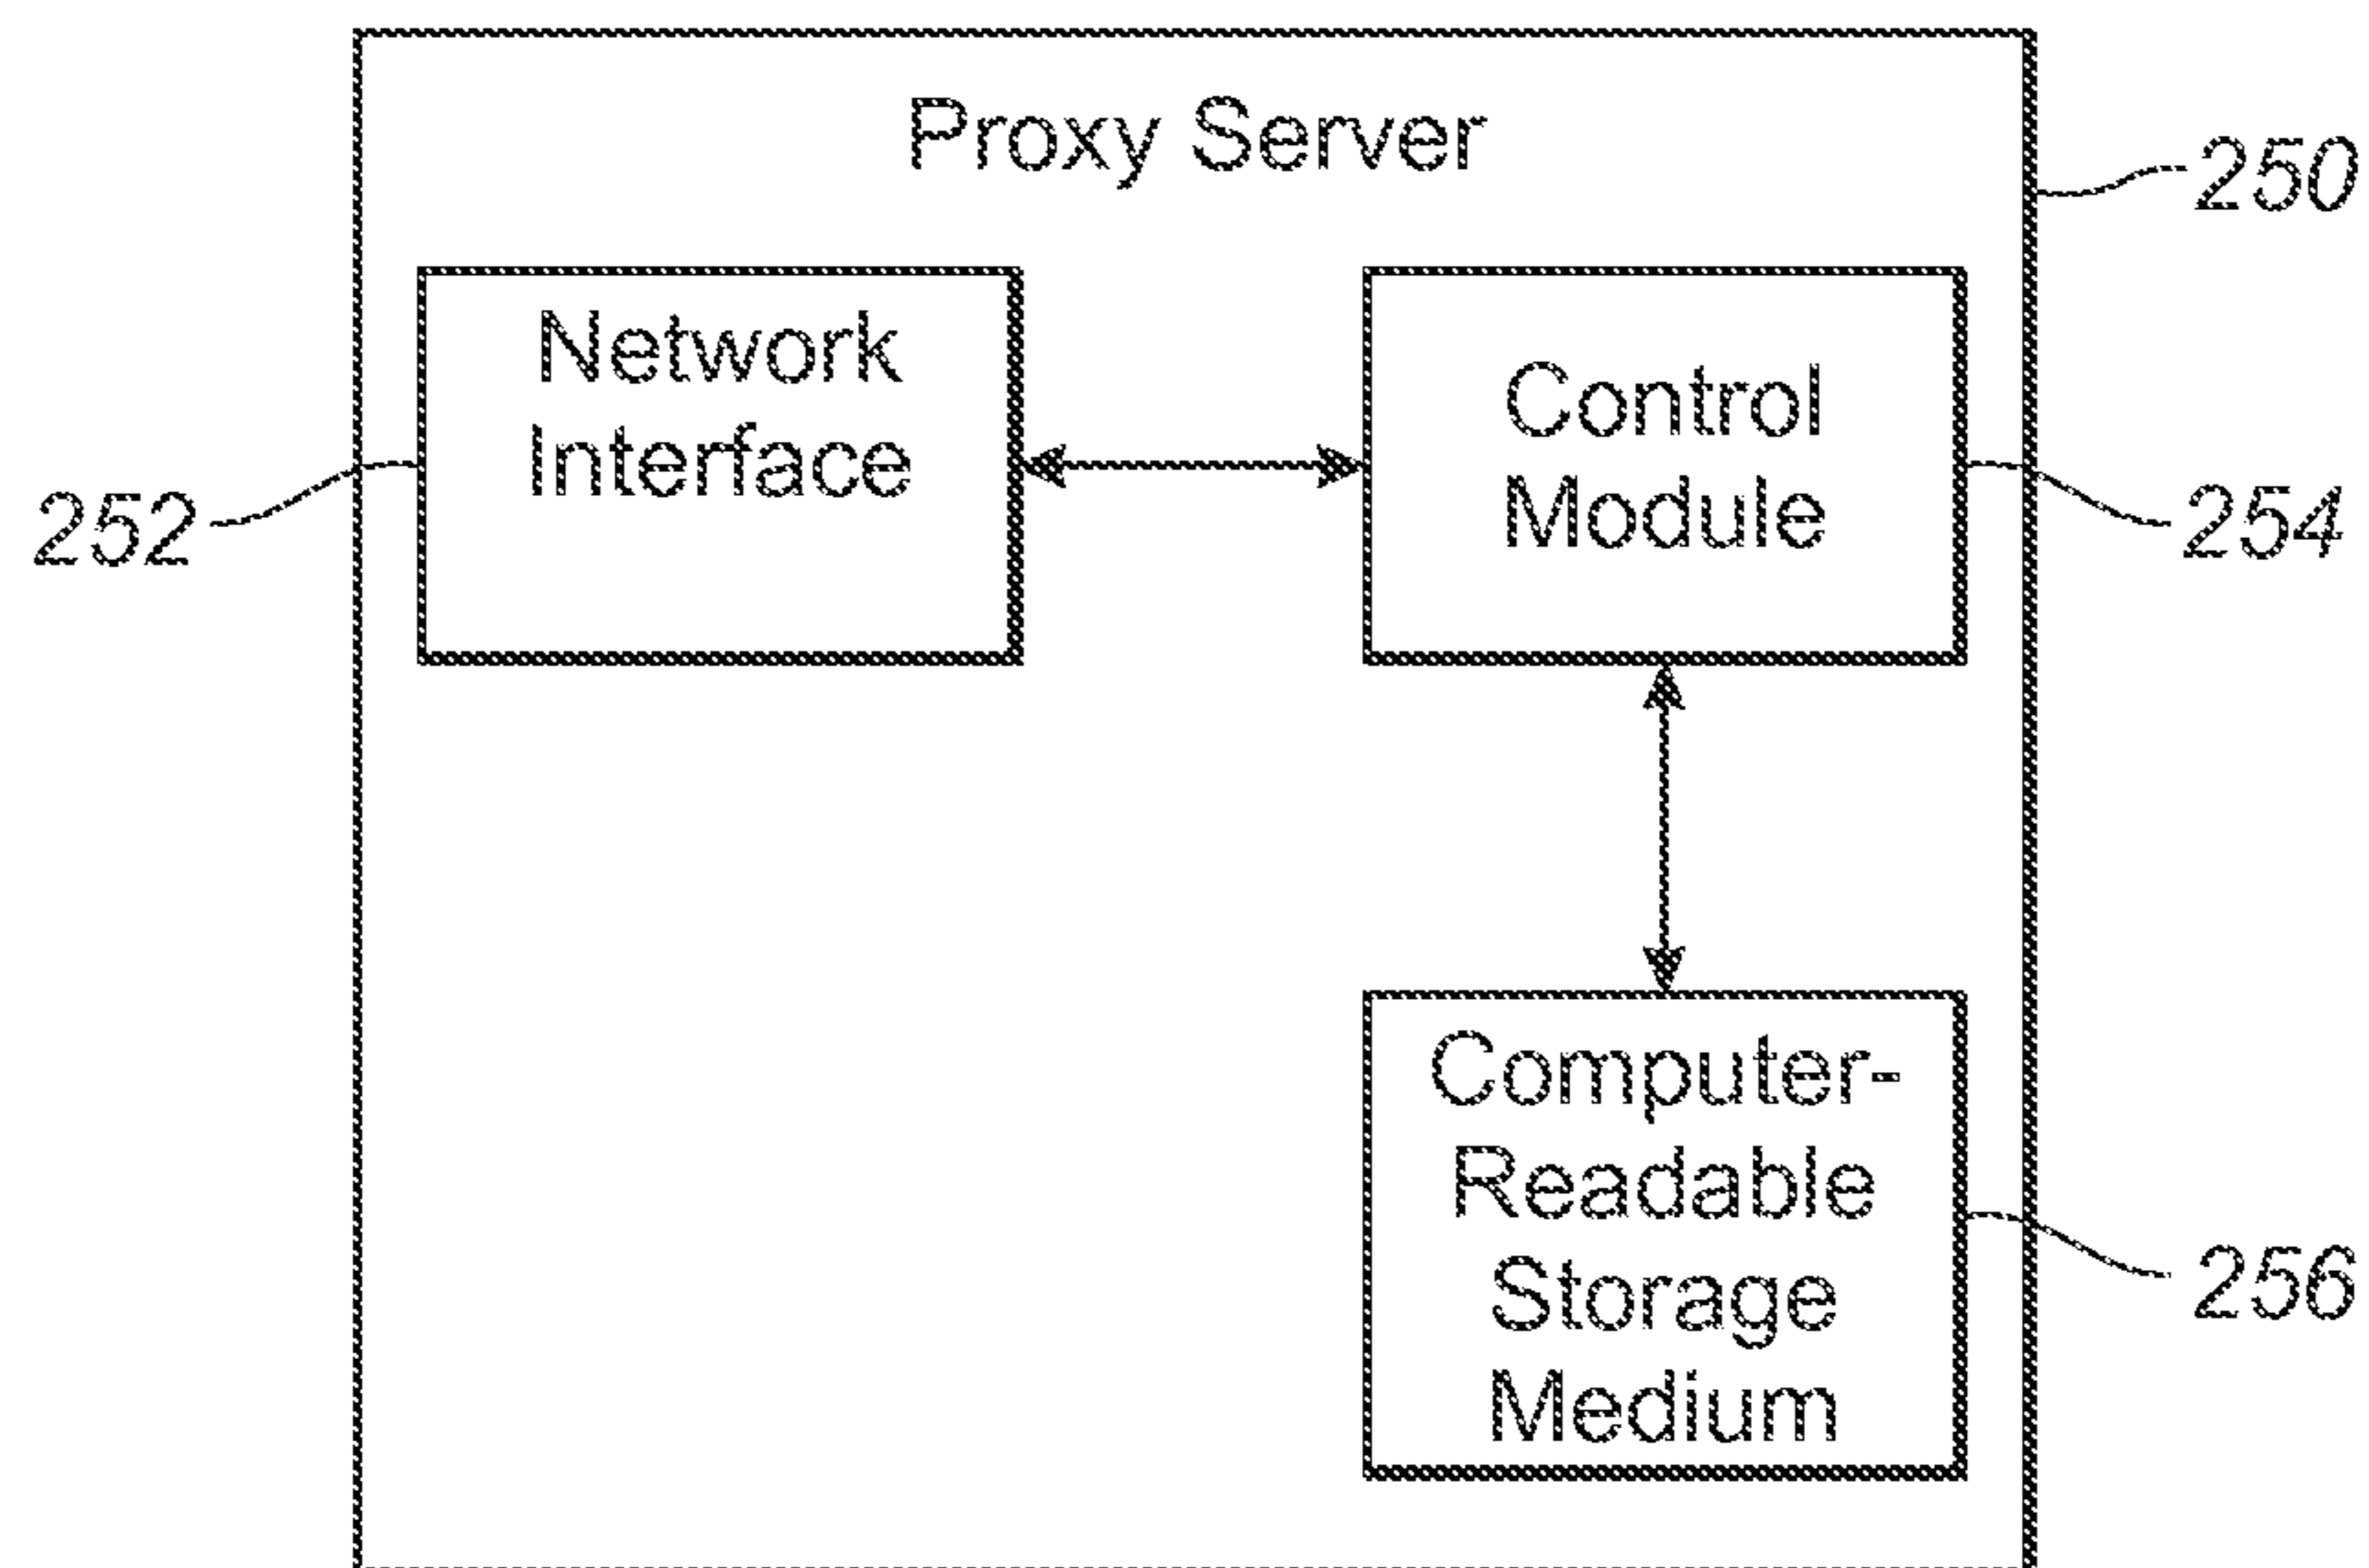 Proxy Server
250
Network
Interface
252
Control
Module
254
Computer-
Readable
Storage
Medium
256